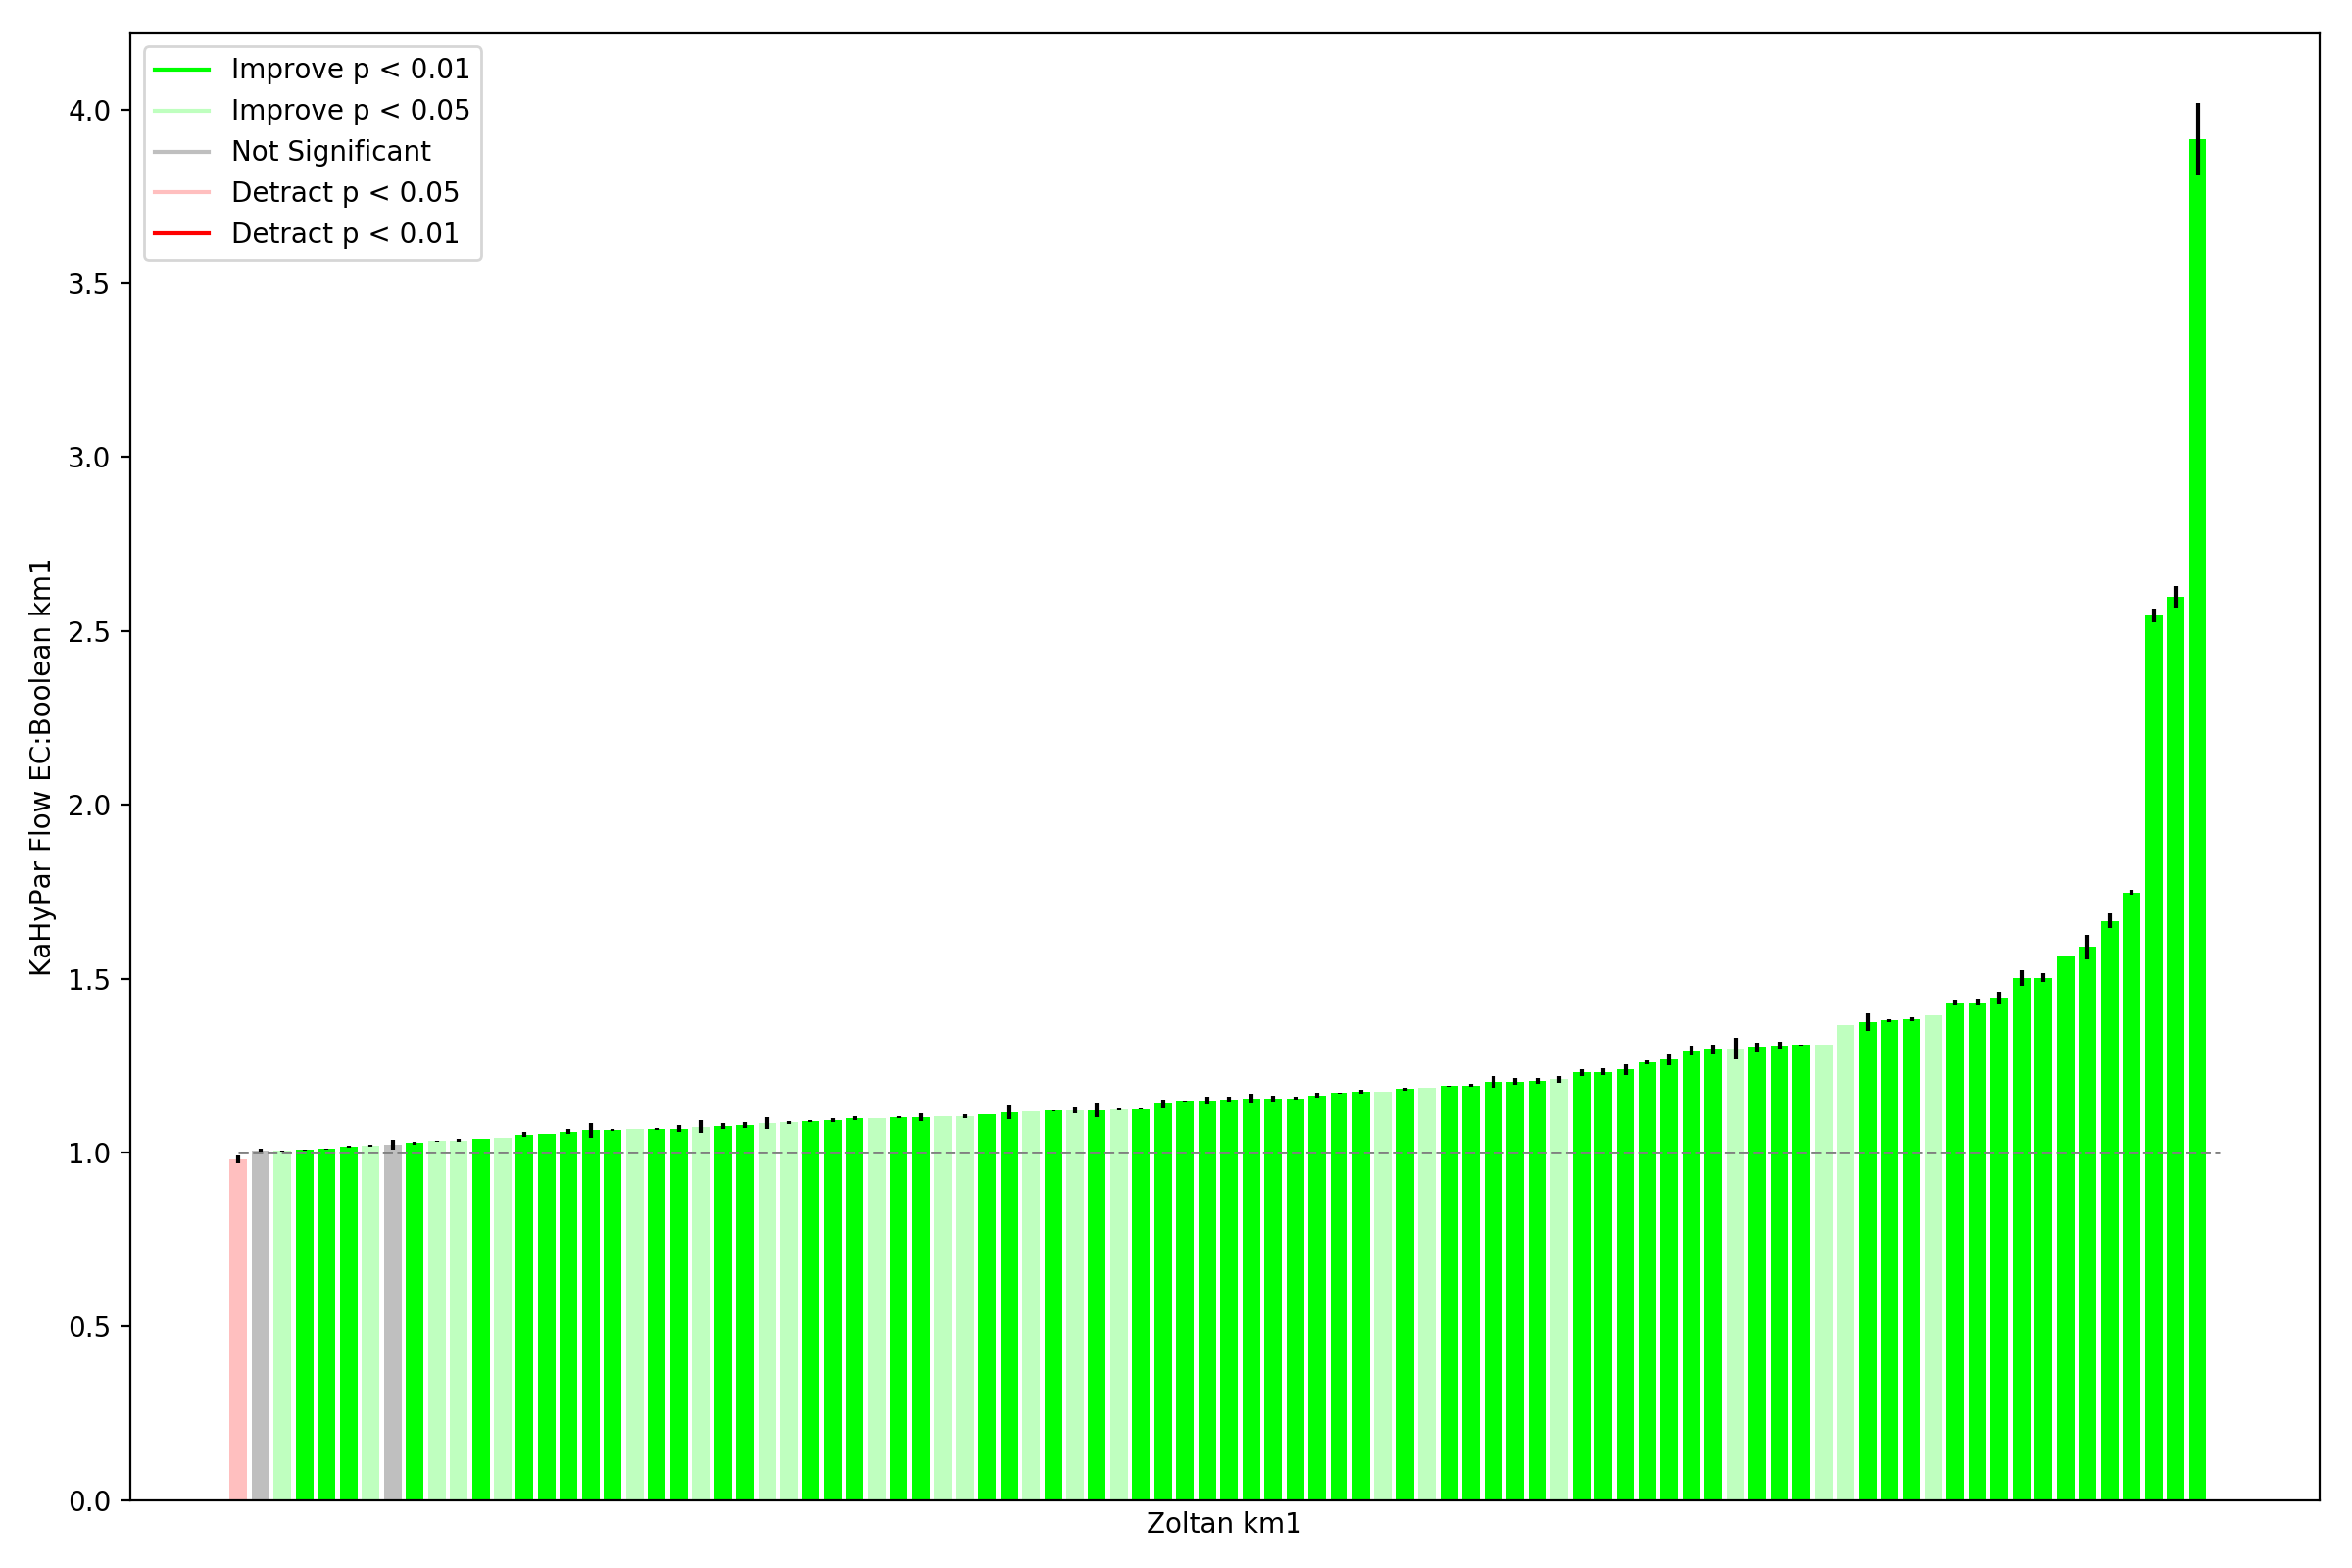 Improve p < 0.01
Improve p < 0.05
Not Significant
Detract p < 0.05
Detract p < 0.01
4.0
3.5
3.0
2.5
2.0
1.5
1.0
0.5
0.0
KaHyPar Flow EC:Boolean km1
Zoltan km1